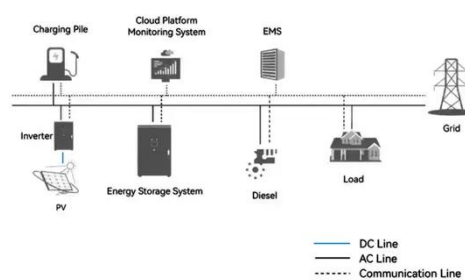 Charging Pile
Cloud Platform
Monitoring System
EMS
Grid
Inverter
PV
Energy Storage System
Diesel
Load
DC Line
AC Line
Communication Line